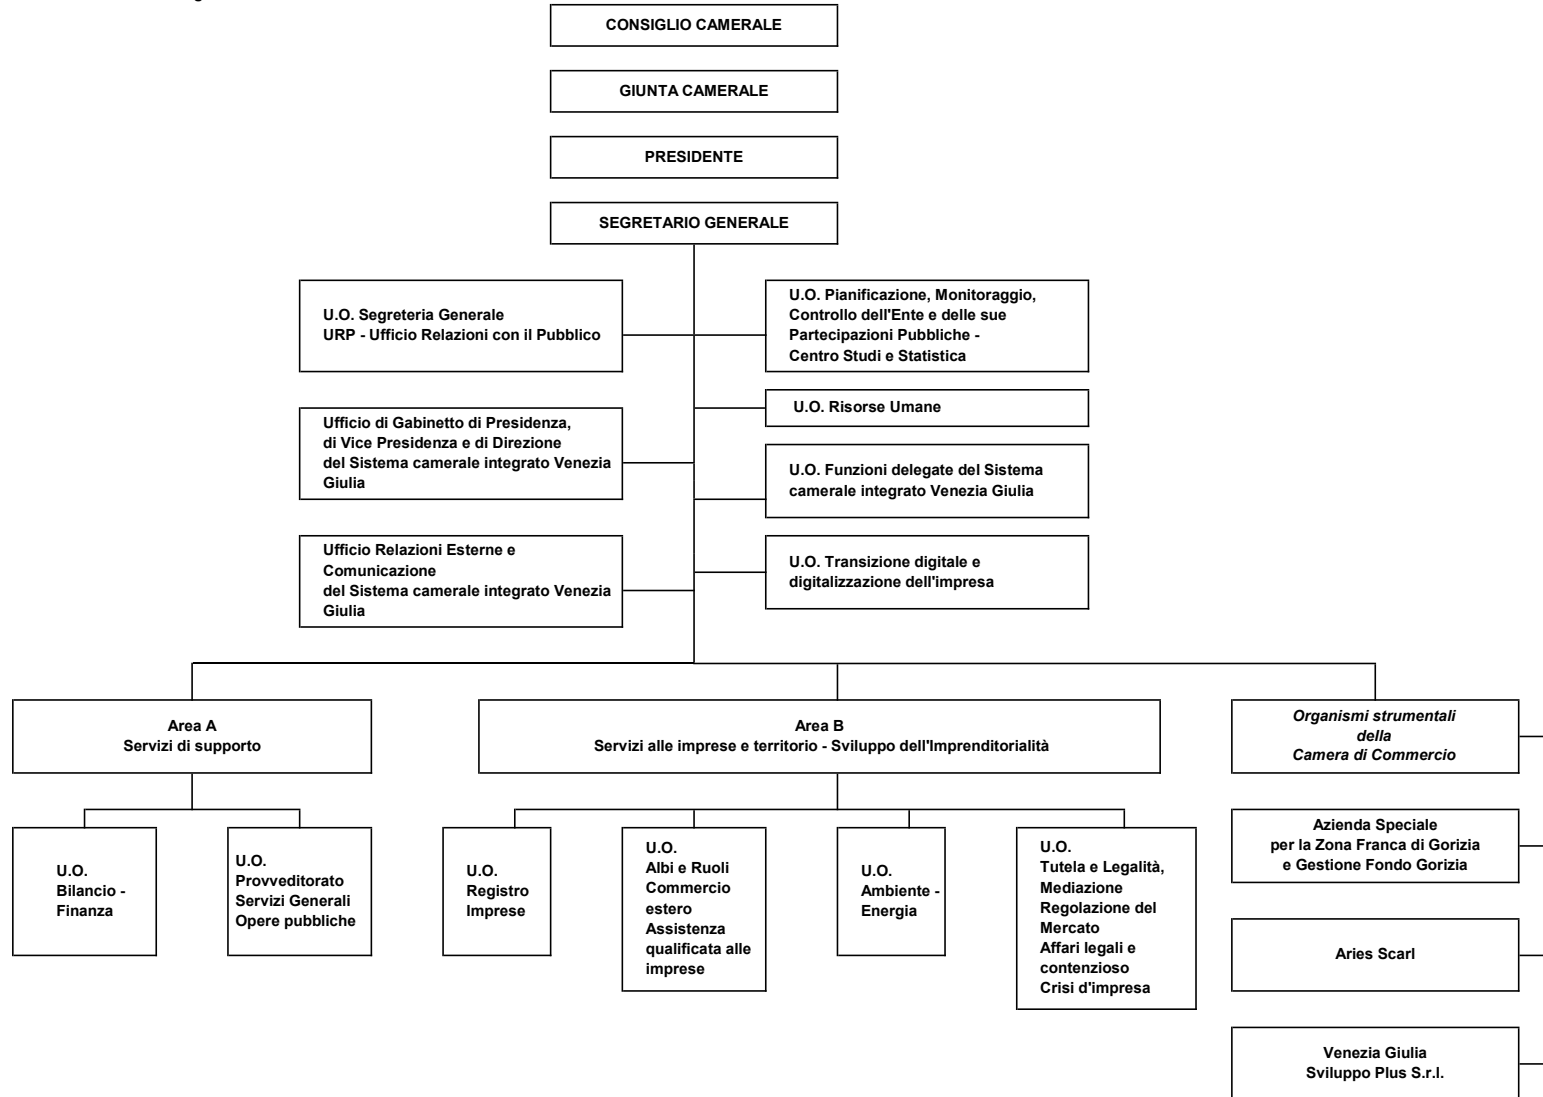 CONSIGLIO CAMERALE
GIUNTA CAMERALE
PRESIDENTE
SEGRETARIO GENERALE
U.O. Segreteria Generale
URP - Ufficio Relazioni con il Pubblico
U.O. Pianificazione, Monitoraggio,
Controllo dell'Ente e delle sue
Partecipazioni Pubbliche -
Centro Studi e Statistica
U.O. Risorse Umane
Ufficio di Gabinetto di Presidenza,
di Vice Presidenza e di Direzione
del Sistema camerale integrato Venezia
Giulia
U.O. Funzioni delegate del Sistema
camerale integrato Venezia Giulia
Ufficio Relazioni Esterne e
Comunicazione
del Sistema camerale integrato Venezia
Giulia
U.O. Transizione digitale e
digitalizzazione dell'impresa
Area A
Servizi di supporto
Area B
Servizi alle imprese e territorio - Sviluppo dell'Imprenditorialità
Organismi strumentali
della
Camera di Commercio
U.O.
Bilancio -
Finanza
U.O.
Provveditorato
Servizi Generali
Opere pubbliche
U.O.
Registro
Imprese
U.O.
Albi e Ruoli
Commercio
estero
Assistenza
qualificata alle
imprese
U.O.
Ambiente -
Energia
U.O.
Tutela e Legalità,
Mediazione
Regolazione del
Mercato
Affari legali e
contenzioso
Crisi d'impresa
Azienda Speciale
per la Zona Franca di Gorizia
e Gestione Fondo Gorizia
Aries Scarl
Venezia Giulia
Sviluppo Plus S.r.l.